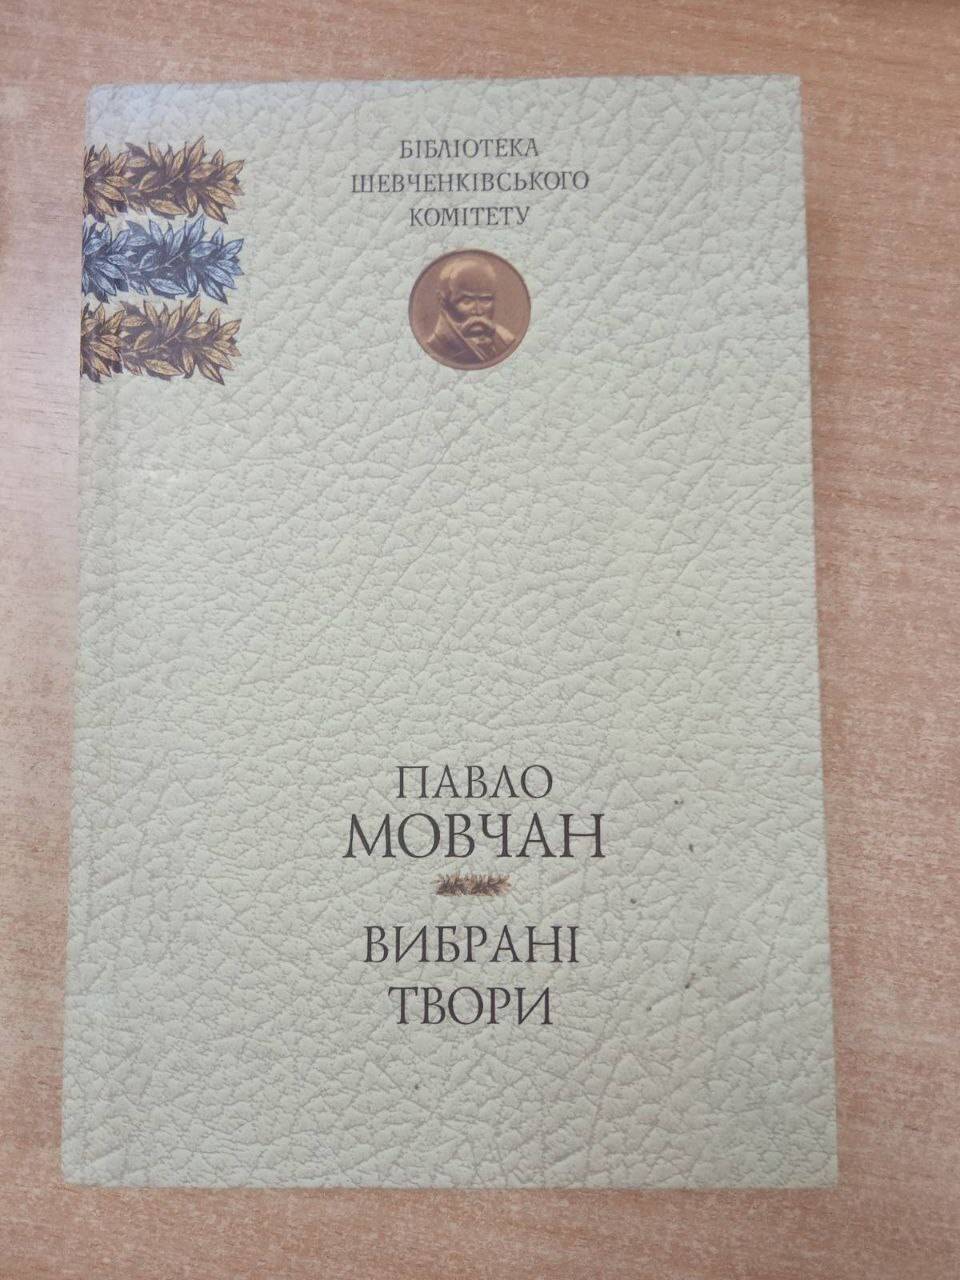 БІБЛІОТЕКА
ШЕВЧЕНКІВСЬКОГО
КОМІТЕТУ
ПАВЛО
МОВЧАН
ВИБРАНІ
ТВОРИ